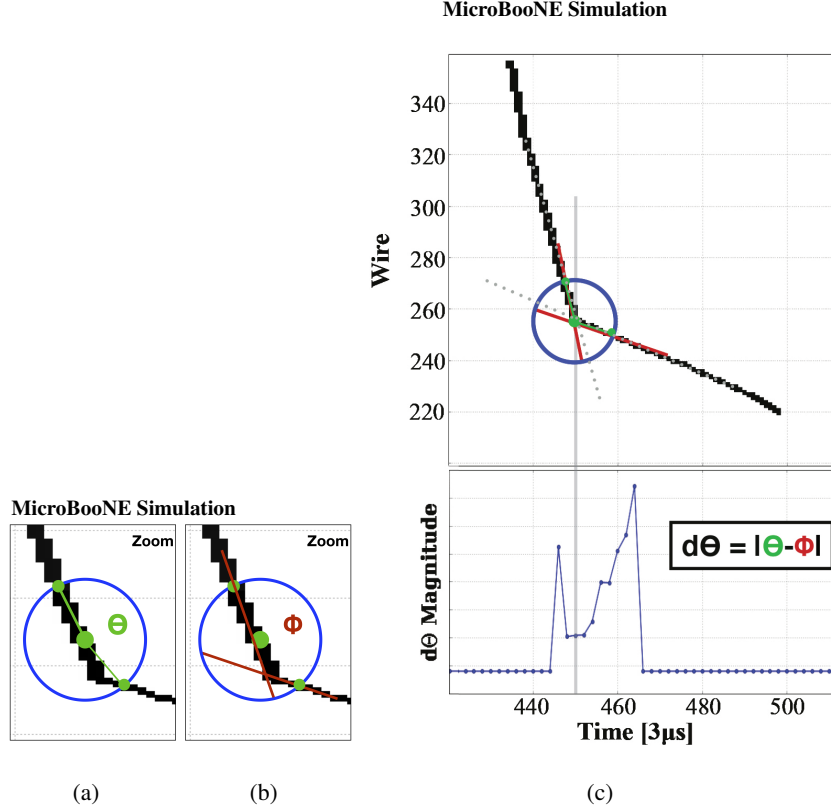 MicroBooNE Simulation
340
320
300
280
260
240
220
Wire
MicroBooNE Simulation
Zoom
Θ
Zoom
Φ
dΘ = |Θ-Φ|
dΘ Magnitude
440 460 480 500
Time [3µs]
(a) (b) (c)